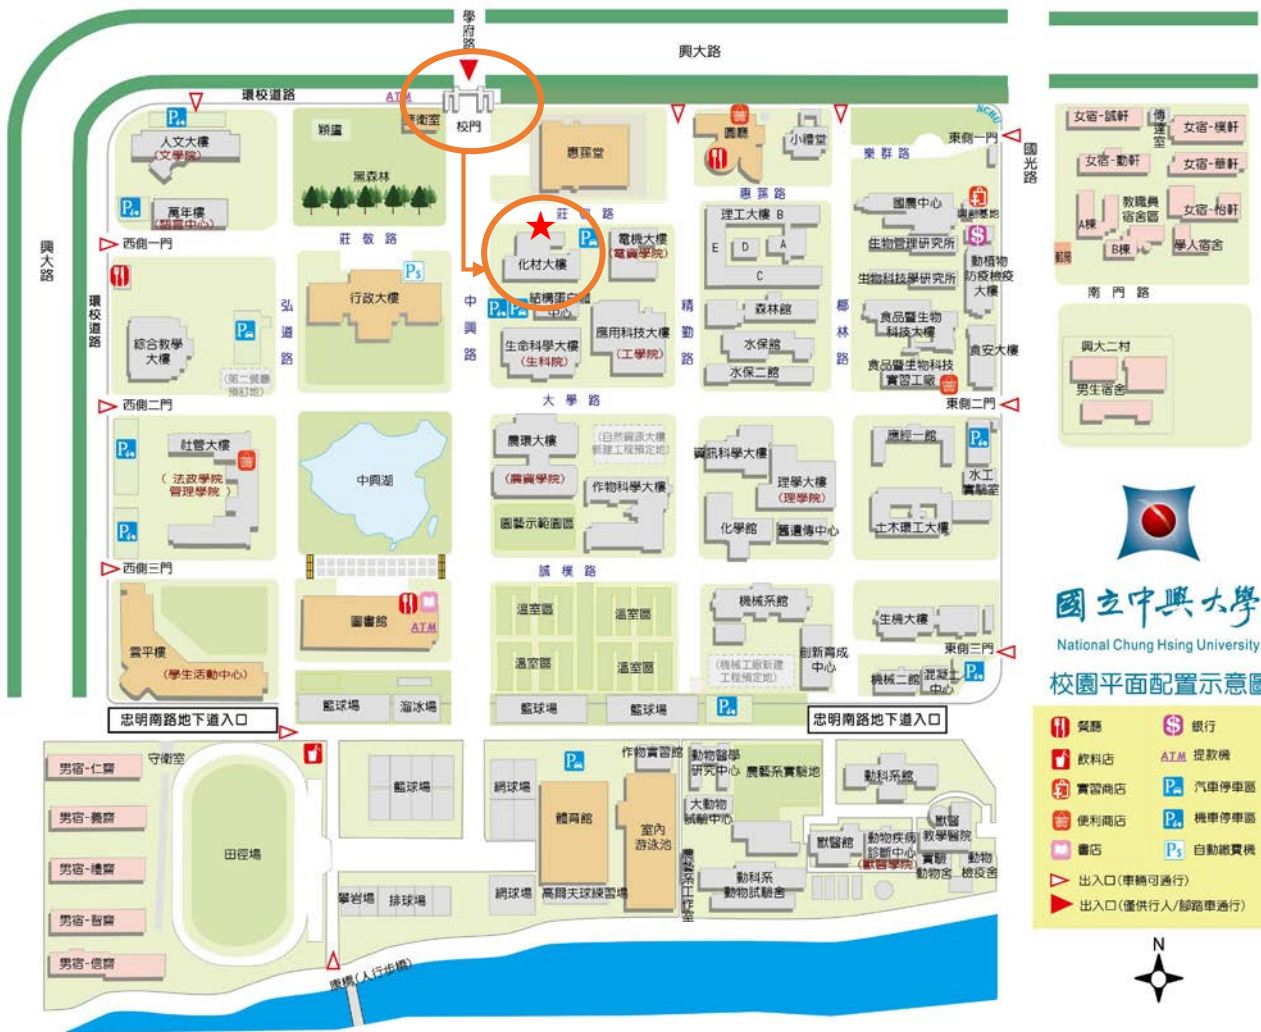 學府路
興大路
興大路
環校道路
ATM
校門
穎廬
黑森林
人文大樓
(文學院)
萬年樓
西側一門
莊敬路
惠蓀堂
圓廳
小禮堂
NCHU
東側一門
國光路
樂群路
惠蓀路
莊敬路
化材大樓
電機大樓
(電資學院)
理工大樓 B
E
D
A
C
國農中心
生物管理研究所
生物科技學研究所
動植物
防疫檢疫
大樓
女宿-誠軒
傳達室
女宿-樸軒
女宿-勤軒
女宿-華軒
A棟
教職員
宿舍區
女宿-怡軒
B棟
學人宿舍
南門路
環校道路
弘道路
行政大樓
中興路
精勤路
椰林路
綜合教學
大樓
(第二餐廳
預訂地)
生命科學大樓
(生科院)
應用科技大樓
(工學院)
森林館
水保館
水保二館
食品暨生物
科技大樓
食安大樓
食品暨生物科技
實習工廠
興大二村
男生宿舍
西側二門
大學路
東側二門
社管大樓
(法政學院
管理學院)
中興湖
農環大樓
(農資學院)
(自然資源大樓
新建工程預定地)
作物科學大樓
園藝示範園區
資訊科學大樓
理學大樓
(理學院)
化學館
舊遺傳中心
應經一館
水工
實驗室
土木環工大樓
西側三門
誠樸路
雲平樓
(學生活動中心)
圖書館
ATM
溫室區
溫室區
溫室區
溫室區
機械系館
(機械工廠新建
工程預定地)
創新育成
中心
生機大樓
東側三門
機械二館
混凝土
中心
國立中興大學
National Chung Hsing University
校園平面配置示意圖
忠明南路地下道入口
籃球場
溜冰場
籃球場
籃球場
忠明南路地下道入口
男宿-仁齋
守衛室
男宿-義齋
男宿-禮齋
男宿-智齋
男宿-信齋
田徑場
籃球場
網球場
體育館
室內
游泳池
作物實習館
動物醫學
研究中心
農藝系實驗地
大動物
試驗中心
動科系館
獸醫
教學醫院
獸醫館
動物疾病
診斷中心
(獸醫學院)
實驗
動物舍
動物
檢疫舍
攀岩場
排球場
網球場
高爾夫球練習場
農藝系工作室
動科系
動物試驗舍
康橋(人行步橋)
餐廳
銀行
飲料店
ATM 提款機
實習商店
汽車停車區
便利商店
機車停車區
書店
自動繳費機
出入口(車輛可通行)
出入口(僅供行人/腳踏車通行)
N